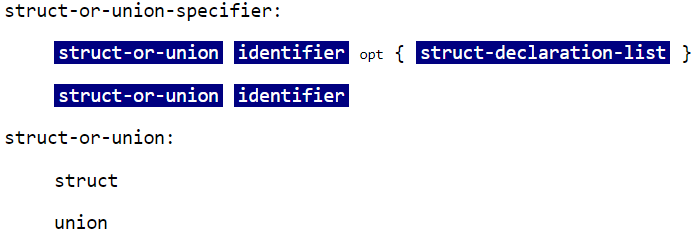 struct-or-union-specifier:
struct-or-union identifier opt { struct-declaration-list }
struct-or-union identifier
struct-or-union:
struct
union